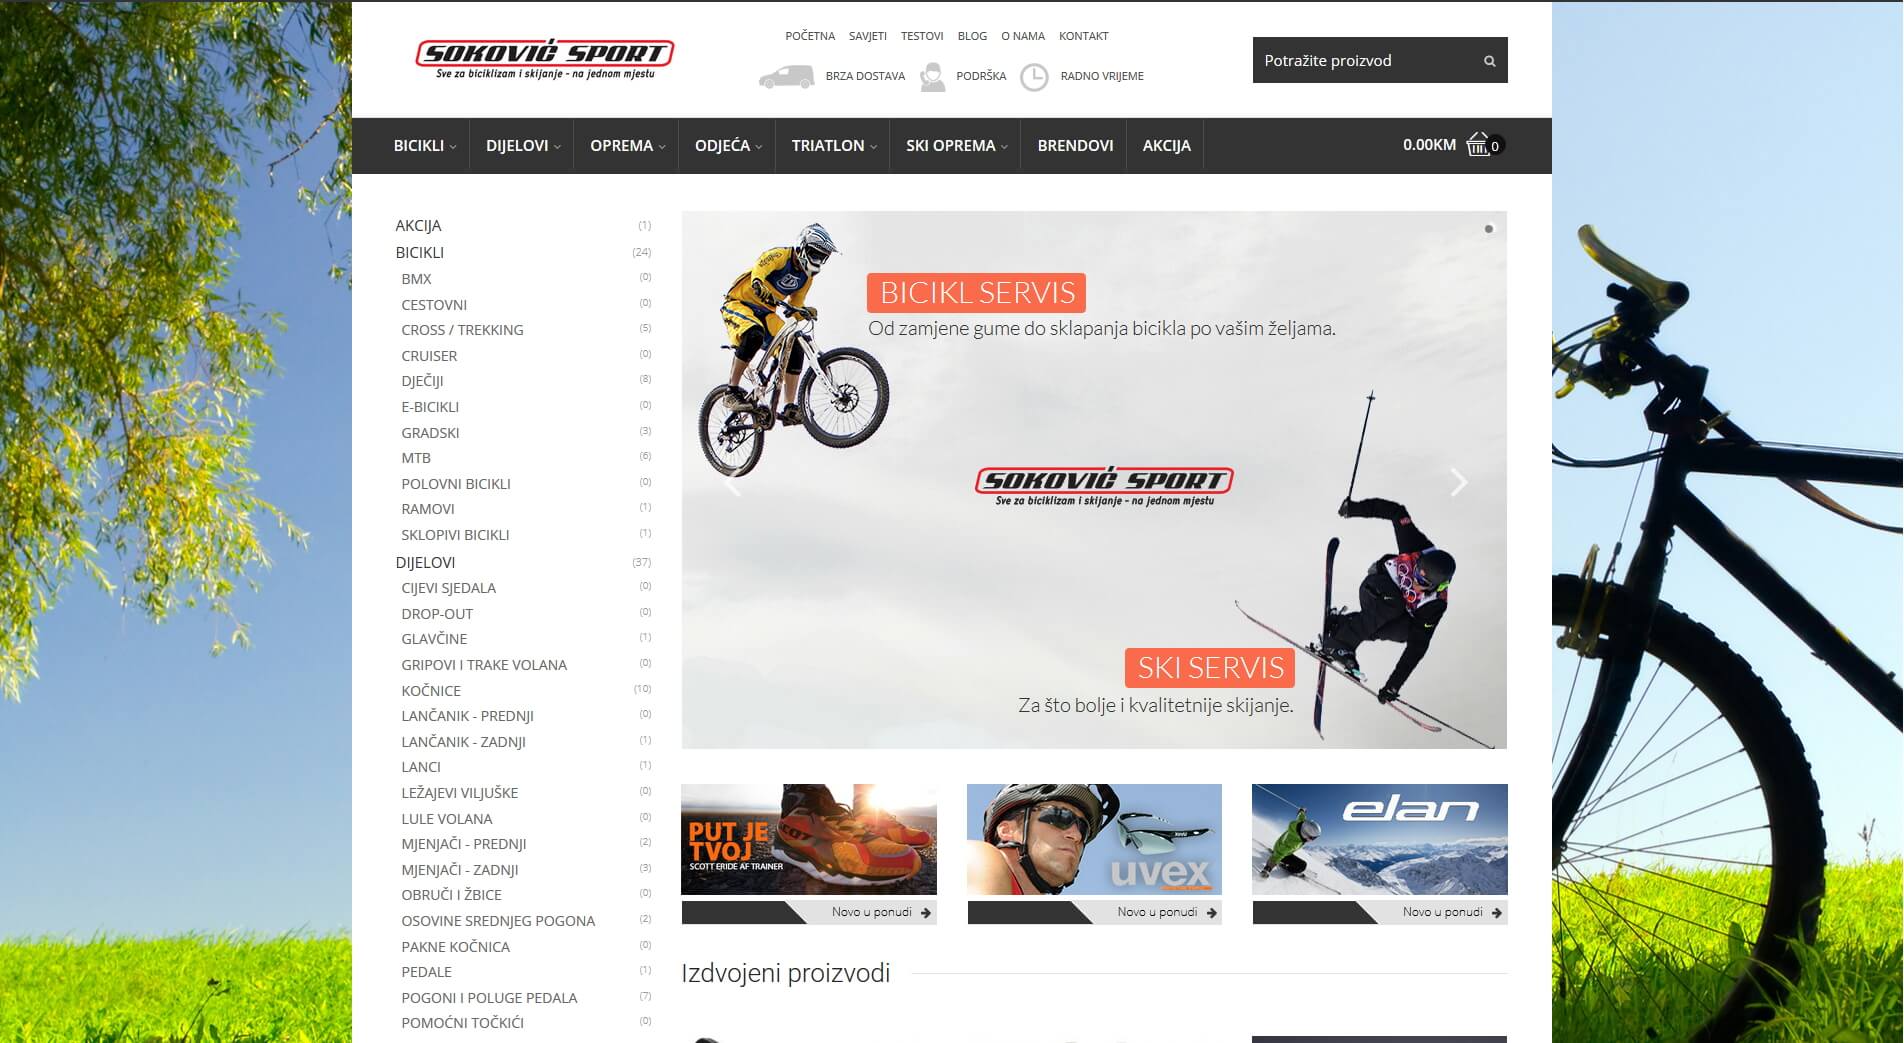 SOKOVIĆ SPORT
Sve za biciklizam i skijanje - na jednom mjestu
POČETNA SAVJETI TESTOVI BLOG O NAMA KONTAKT
BRZA DOSTAVA PODRŠKA RADNO VRIJEME
Potražite proizvod
BICIKLI DIJELOVI OPREMA ODJEĆA TRIATLON SKI OPREMA BRENDOVI AKCIJA
0.00KM 0
AKCIJA (1)
BICIKLI (24)
BMX (0)
CESTOVNI (0)
CROSS / TREKKING (5)
CRUISER (0)
DJEČIJI (8)
E-BICIKLI (0)
GRADSKI (3)
MTB (6)
POLOVNI BICIKLI (0)
RAMOVI (1)
SKLOPIVI BICIKLI (1)
DIJELOVI (37)
CIJEVI SJEDALA (0)
DROP-OUT (0)
GLAVČINE (1)
GRIPOVI I TRAKE VOLANA (0)
KOČNICE (10)
LANČANIK - PREDNJI (0)
LANČANIK - ZADNJI (1)
LANCI (1)
LEŽAJEVI VILJUŠKE (0)
LULE VOLANA (0)
MJENJAČI - PREDNJI (2)
MJENJAČI - ZADNJI (3)
OBRUČI I ŽBICE (0)
OSOVINE SREDNJEG POGONA (2)
PAKNE KOČNICA (0)
PEDALE (1)
POGONI I POLUGE PEDALA (7)
POMOĆNI TOČKIĆI (0)
BICIKL SERVIS
Od zamjene gume do sklapanja bicikla po vašim željama.
SOKOVIĆ SPORT
Sve za biciklizam i skijanje - na jednom mjestu
SKI SERVIS
Za što bolje i kvalitetnije skijanje.
PUT JE
TVOJ
SCOTT ERIDE AF TRAINER
Novo u ponudi
uvex
Novo u ponudi
elan
Novo u ponudi
Izdvojeni proizvodi